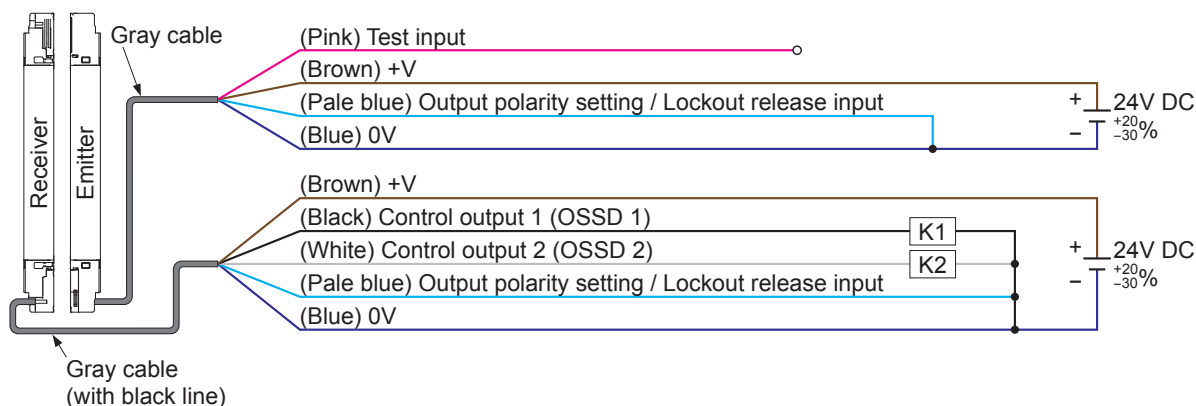 Gray cable
(Pink) Test input
(Brown) +V
(Pale blue) Output polarity setting / Lockout release input
(Blue) 0V
+
−
24V DC
+20
−30%
Receiver
Emitter
(Brown) +V
(Black) Control output 1 (OSSD 1)
K1
(White) Control output 2 (OSSD 2)
K2
(Pale blue) Output polarity setting / Lockout release input
(Blue) 0V
+
−
24V DC
+20
−30%
Gray cable
(with black line)